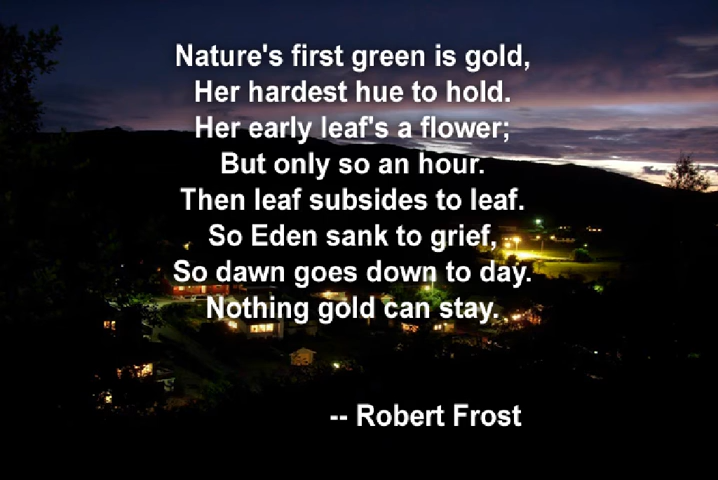 Nature's first green is gold,
Her hardest hue to hold.
Her early leaf's a flower;
But only so an hour.
Then leaf subsides to leaf.
So Eden sank to grief,
So dawn goes down to day.
Nothing gold can stay.
-- Robert Frost